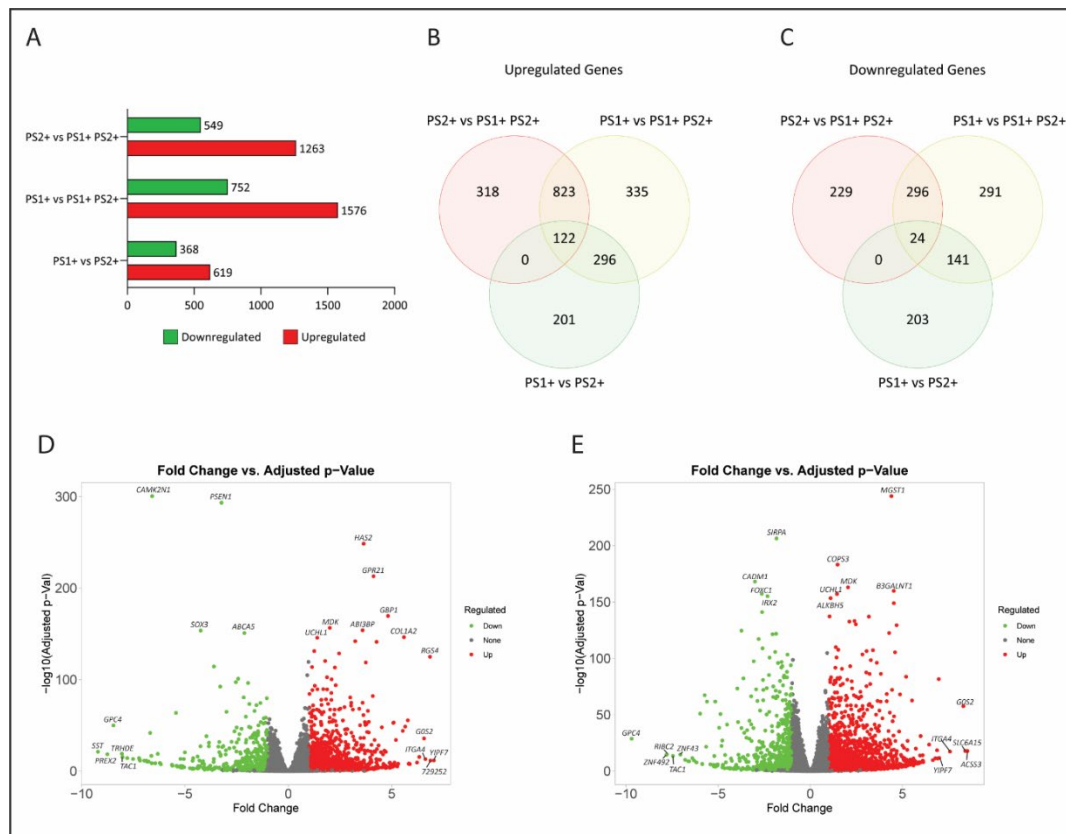 A
B
C
Upregulated Genes
Downregulated Genes
PS2+ vs PS1+ PS2+
549
1263
PS1+ vs PS1+ PS2+
752
1576
PS1+ vs PS2+
368
619
0
500
1000
1500
2000
Downregulated
Upregulated
PS2+ vs PS1+ PS2+
PS1+ vs PS1+ PS2+
318
823
335
122
0
296
201
PS1+ vs PS2+
PS2+ vs PS1+ PS2+
PS1+ vs PS1+ PS2+
229
296
291
24
0
141
203
PS1+ vs PS2+
D
Fold Change vs. Adjusted p-Value
−log10(Adjusted p-Val)
300
200
100
0
−10
−5
0
5
Fold Change
CAMK2N1
PSEN1
HAS2
GPR21
GBP1
SOX3
ABCA5
MDK
UCHL1
ABI3BP
COL1A2
RGS4
GPC4
G0S2
SST
TRHDE
PREX2
TAC1
ITGA4
YIPF7
729252
Regulated
Down
None
Up
E
Fold Change vs. Adjusted p-Value
−log10(Adjusted p-Val)
250
200
150
100
50
0
−10
−5
0
5
Fold Change
MGST1
SIRPA
COPS3
CADM1
MDK
UCHL1
B3GALNT1
FOXC1
IRX2
ALKBH5
G0S2
GPC4
RIBC2
ZNF43
ZNF492
TAC1
ITGA4
SLC6A15
YIPF7
ACSS3
Regulated
Down
None
Up